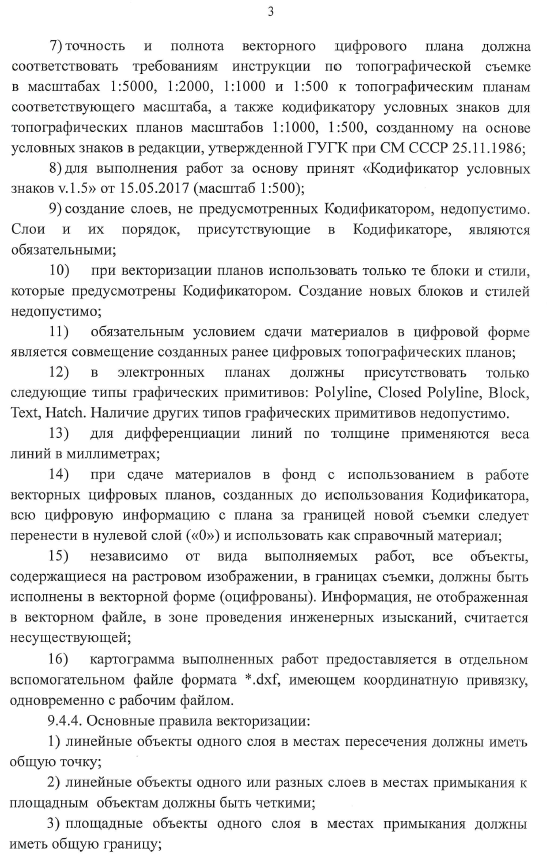 3
7) точность и полнота векторного цифрового плана должна
соответствовать требованиям инструкции по топографической съемке
в масштабах 1:5000, 1:2000, 1:1000 и 1:500 к топографическим планам
соответствующего масштаба, а также кодификатору условных знаков для
топографических планов масштабов 1:1000, 1:500, созданному на основе
условных знаков в редакции, утвержденной ГУГК при СМ СССР 25.11.1986;
8) для выполнения работ за основу принят «Кодификатор условных
знаков v.1.5» от 15.05.2017 (масштаб 1:500);
9) создание слоев, не предусмотренных Кодификатором, недопустимо.
Слои и их порядок, присутствующие в Кодификаторе, являются
обязательными;
10) при векторизации планов использовать только те блоки и стили,
которые предусмотрены Кодификатором. Создание новых блоков и стилей
недопустимо;
11) обязательным условием сдачи материалов в цифровой форме
является совмещение созданных ранее цифровых топографических планов;
12) в электронных планах должны присутствовать только
следующие типы графических примитивов: Polyline, Closed Polyline, Block,
Text, Hatch. Наличие других типов графических примитивов недопустимо.
13) для дифференциации линий по толщине применяются веса
линий в миллиметрах;
14) при сдаче материалов в фонд с использованием в работе
векторных цифровых планов, созданных до использования Кодификатора,
всю цифровую информацию с плана за границей новой съемки следует
перенести в нулевой слой («0») и использовать как справочный материал;
15) независимо от вида выполняемых работ, все объекты,
содержащиеся на растровом изображении, в границах съемки, должны быть
исполнены в векторной форме (оцифрованы). Информация, не отображенная
в векторном файле, в зоне проведения инженерных изысканий, считается
несуществующей;
16) картограмма выполненных работ предоставляется в отдельном
вспомогательном файле формата *.dxf, имеющем координатную привязку,
одновременно с рабочим файлом.
9.4.4. Основные правила векторизации:
1) линейные объекты одного слоя в местах пересечения должны иметь
общую точку;
2) линейные объекты одного или разных слоев в местах примыкания к
площадным объектам должны быть четкими;
3) площадные объекты одного слоя в местах примыкания должны
иметь общую границу;